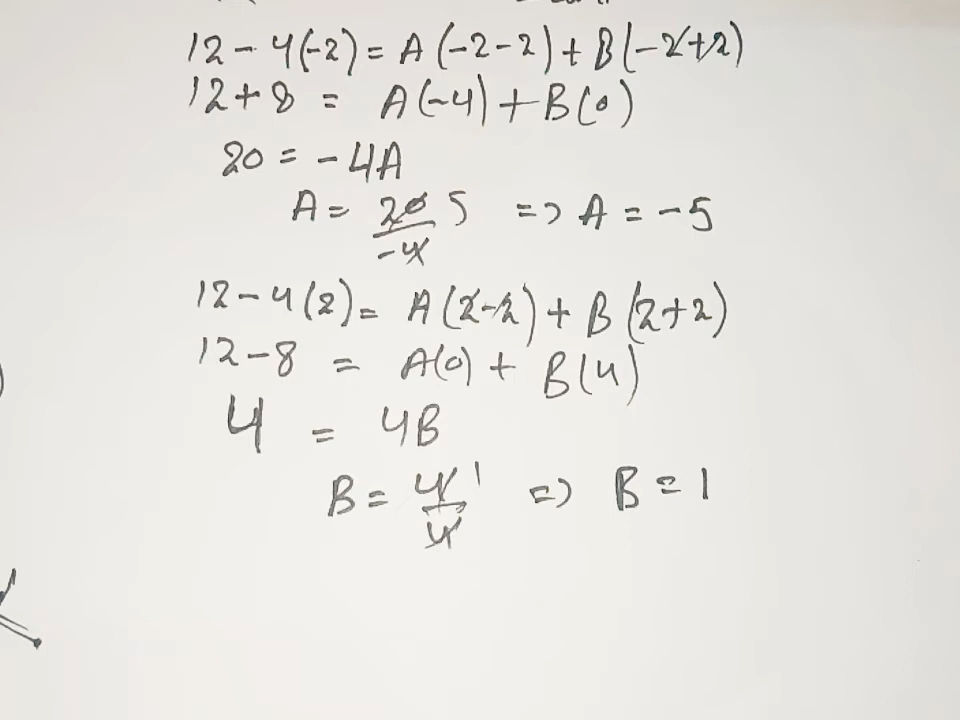 12 - 4(-2) = A(-2-2) + B(-2+2)
12 + 8 = A(-4) + B(0)
20 = -4A
A = 20/-4 5 => A = -5
12 - 4(2) = A(2-2) + B(2+2)
12 - 8 = A(0) + B(4)
4 = 4B
B = 4/4 1 => B = 1